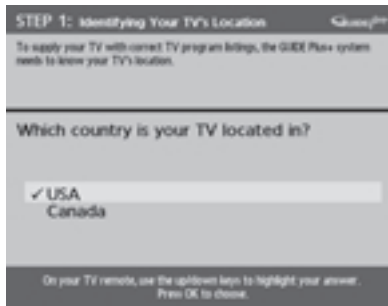 STEP 1: Identifying Your TV's Location
To supply your TV with correct TV program listings, the GUIDE Plus+ system
needs to know your TV's location.
Which country is your TV located in?
✓ USA
Canada
On your TV remote, use the up/down keys to highlight your answer.
Press OK to choose.